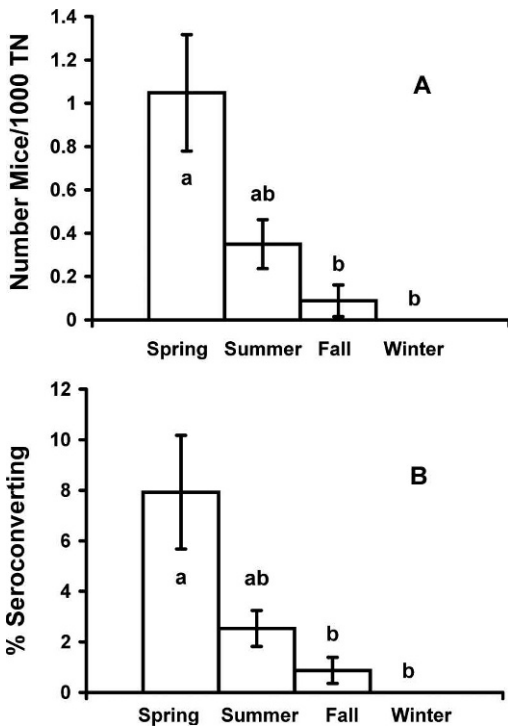 1.4
1.2
1
0.8
0.6
0.4
0.2
0
Number Mice/1000 TN
A
a
ab
b
b
Spring Summer Fall Winter
12
10
8
6
4
2
0
% Seroconverting
B
a
ab
b
b
Spring Summer Fall Winter